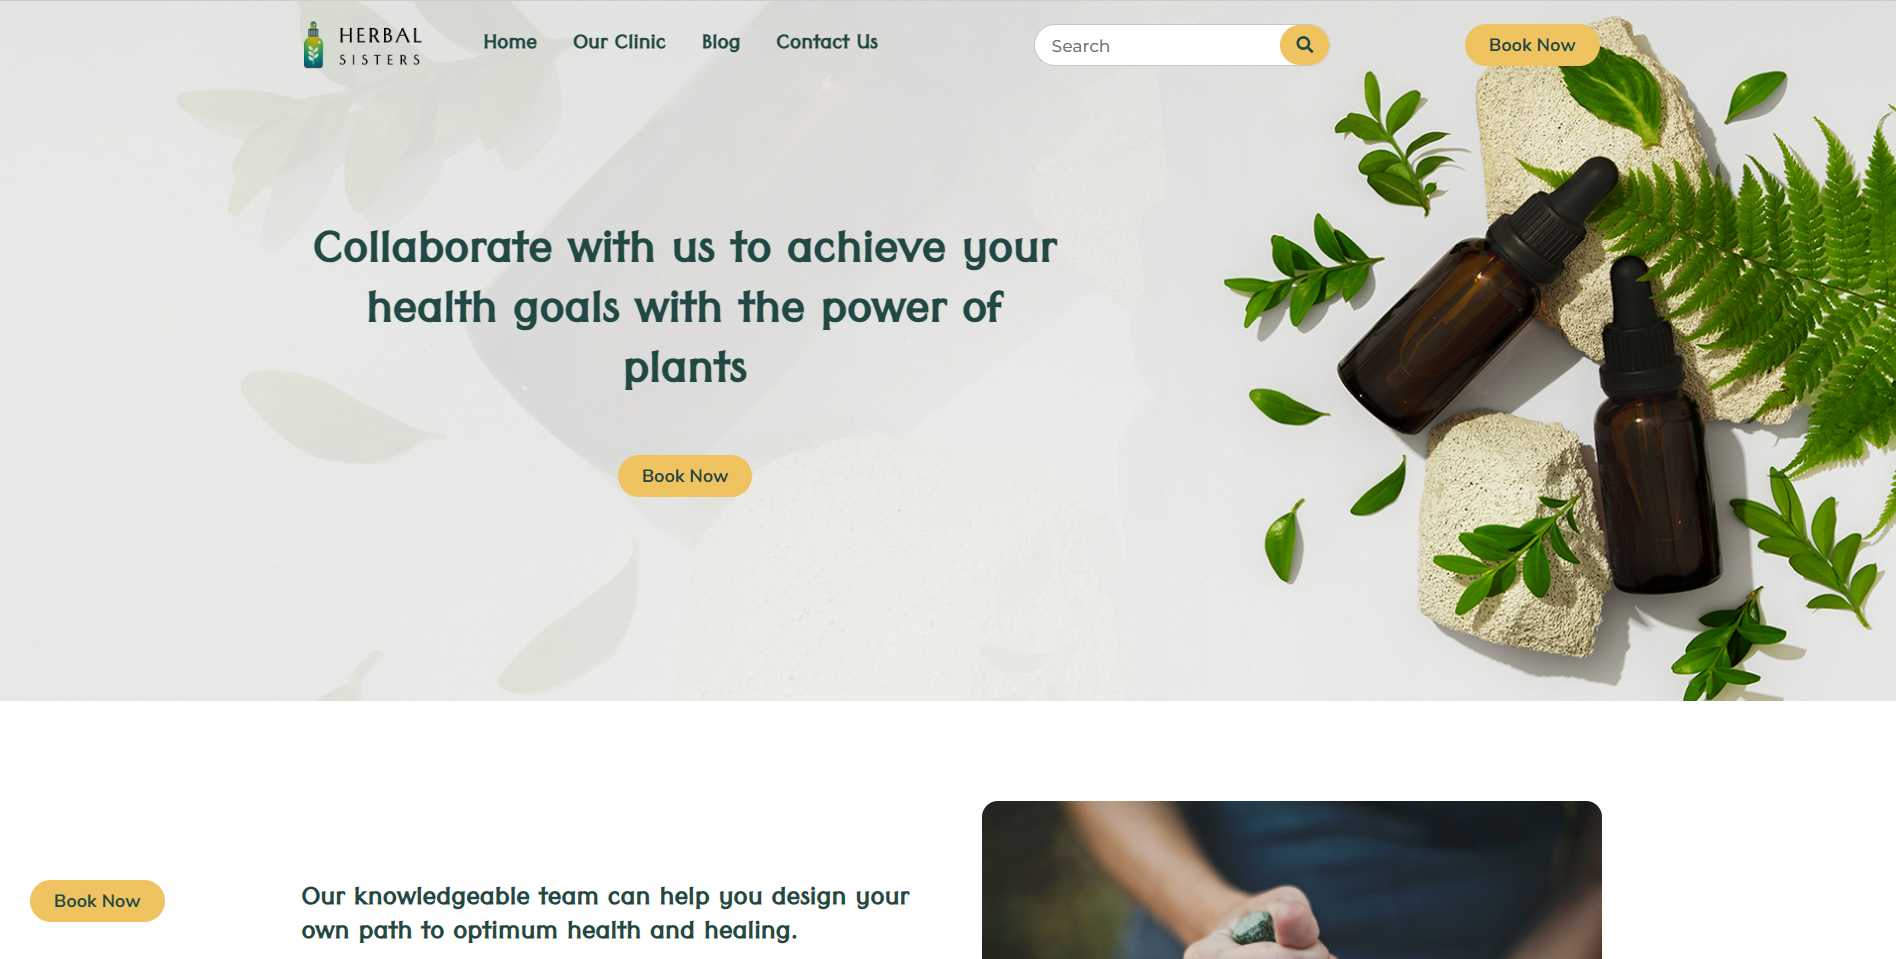 HERBAL
SISTERS
Home
Our Clinic
Blog
Contact Us
Search
Book Now
Collaborate with us to achieve your
health goals with the power of
plants
Book Now
Book Now
Our knowledgeable team can help you design your
own path to optimum health and healing.